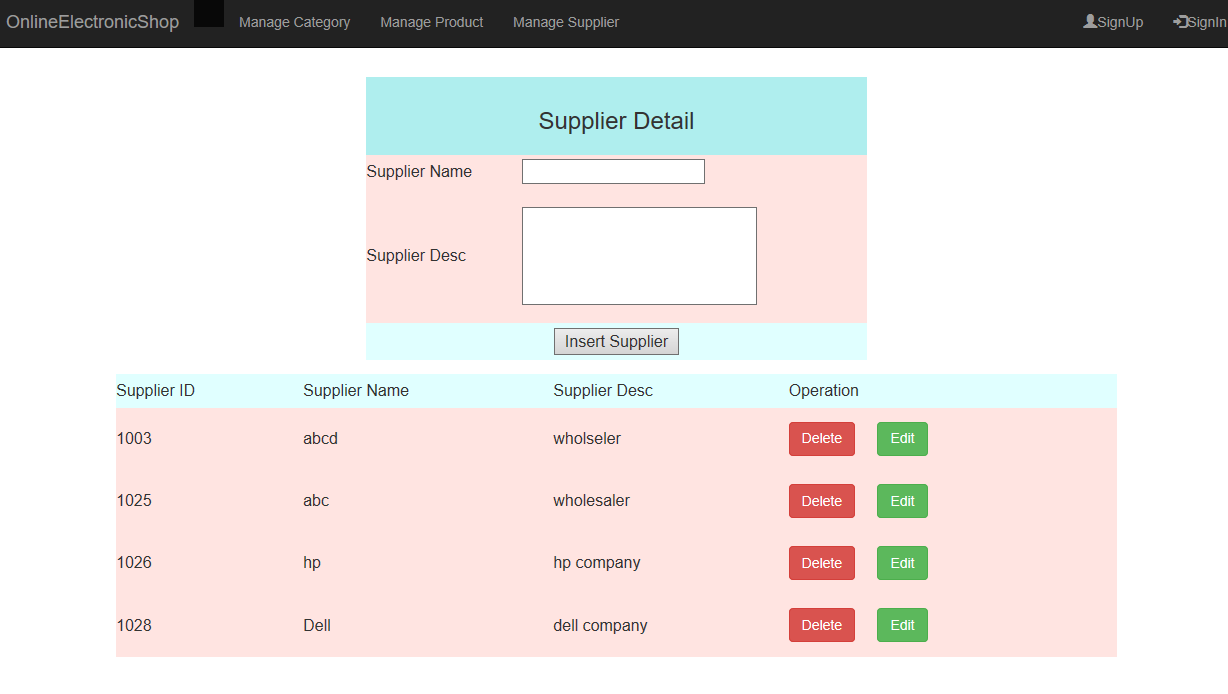 OnlineElectronicShop Manage Category Manage Product Manage Supplier SignUp SignIn
Supplier Detail
Supplier Name
Supplier Desc
Insert Supplier
Supplier ID Supplier Name Supplier Desc Operation
1003 abcd wholseler Delete Edit
1025 abc wholesaler Delete Edit
1026 hp hp company Delete Edit
1028 Dell dell company Delete Edit